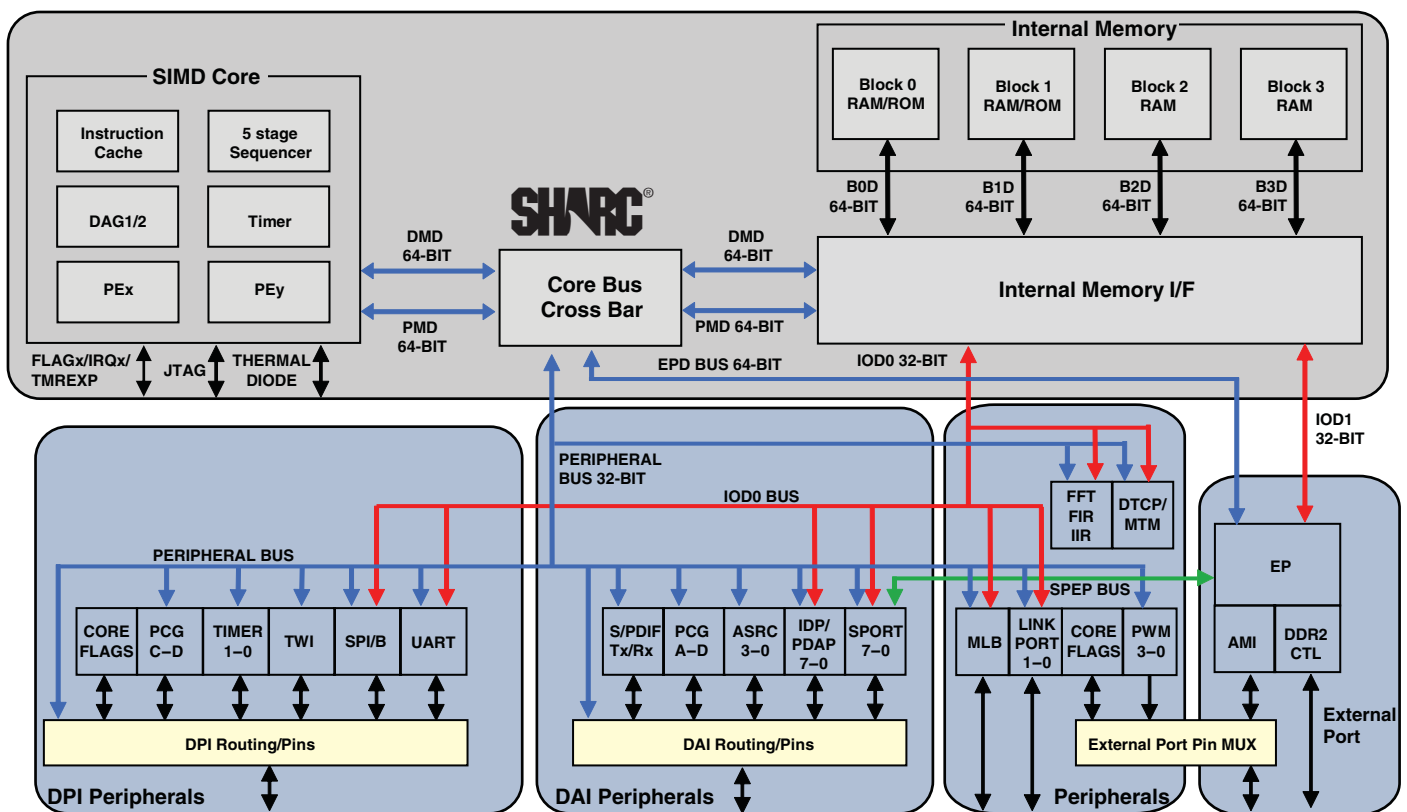 Internal Memory
SIMD Core
Block 0
RAM/ROM
Block 1
RAM/ROM
Block 2
RAM
Block 3
RAM
Instruction
Cache
5 stage
Sequencer
DAG1/2
Timer
PEx
PEy
B0D
64-BIT
B1D
64-BIT
B2D
64-BIT
B3D
64-BIT
SHARC®
DMD
64-BIT
DMD
64-BIT
Core Bus
Cross Bar
Internal Memory I/F
PMD
64-BIT
PMD 64-BIT
FLAGx/IRQx/
TMREXP
JTAG
THERMAL
DIODE
EPD BUS 64-BIT
IOD0 32-BIT
IOD1
32-BIT
PERIPHERAL
BUS 32-BIT
IOD0 BUS
FFT
FIR
IIR
DTCP/
MTM
PERIPHERAL BUS
EP
SPEP BUS
CORE
FLAGS
PCG
C–D
TIMER
1–0
TWI
SPI/B
UART
S/PDIF
Tx/Rx
PCG
A–D
ASRC
3–0
IDP/
PDAP
7–0
SPORT
7–0
MLB
LINK
PORT
1–0
CORE
FLAGS
PWM
3–0
AMI
DDR2
CTL
DPI Routing/Pins
DAI Routing/Pins
External Port Pin MUX
External
Port
DPI Peripherals
DAI Peripherals
Peripherals